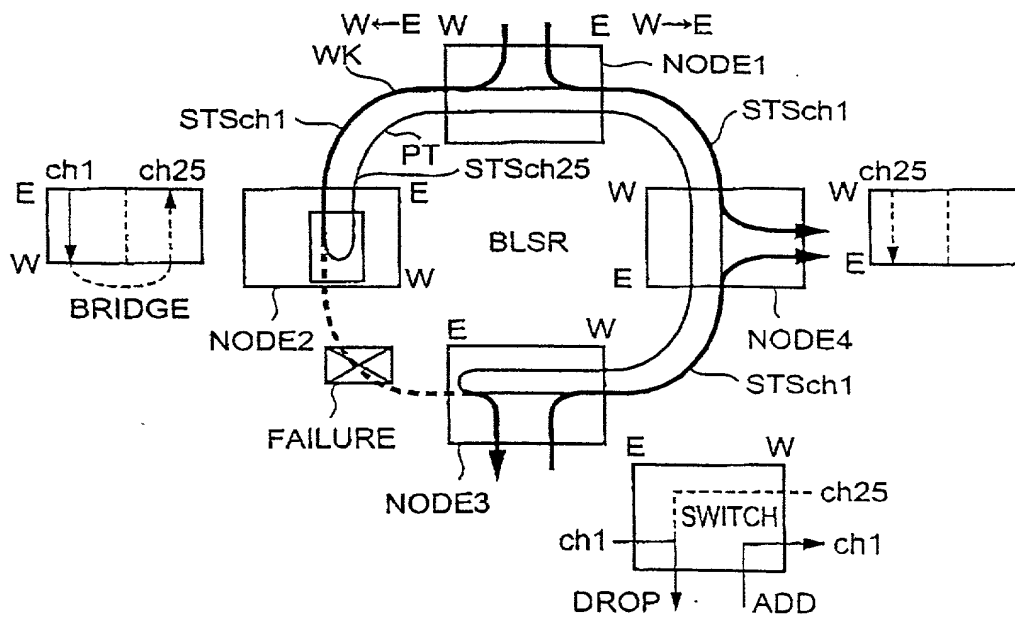 W←E W E W→E
WK NODE1
STSch1 STSch1
PT
STSch25
ch1 ch25
E E W W ch25
BLSR
W W E E
BRIDGE
NODE2 E W NODE4
STSch1
FAILURE
E W
NODE3 ch25
SWITCH
ch1 ch1
DROP ADD